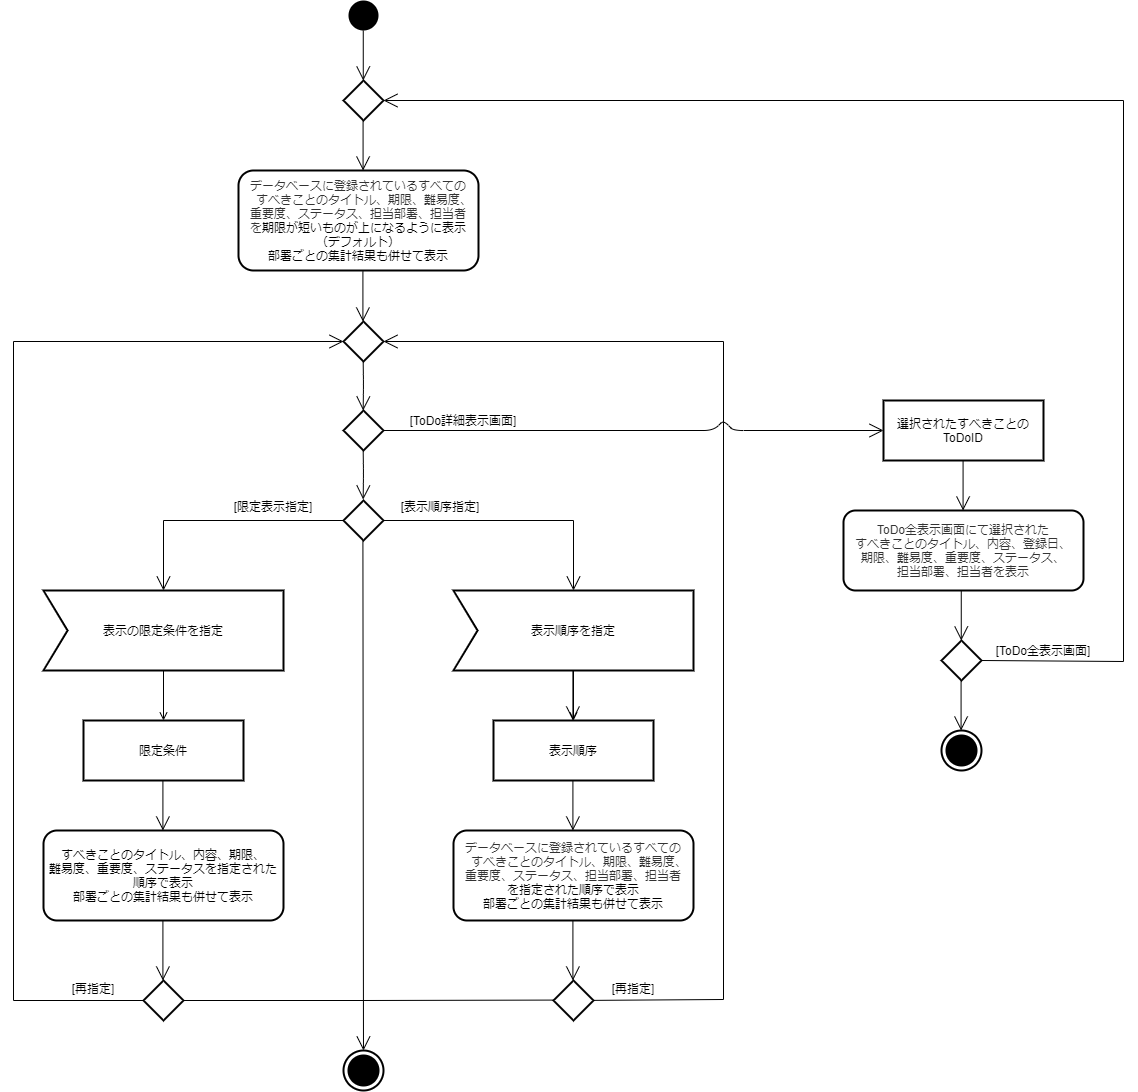 データベースに登録されているすべての
すべきことのタイトル、期限、難易度、
重要度、ステータス、担当部署、担当者
を期限が短いものが上になるように表示
（デフォルト）
部署ごとの集計結果も併せて表示
[ToDo詳細表示画面]
選択されたすべきことの
ToDoID
[限定表示指定]
[表示順序指定]
ToDo全表示画面にて選択された
すべきことのタイトル、内容、登録日、
期限、難易度、重要度、ステータス、
担当部署、担当者を表示
表示の限定条件を指定
表示順序を指定
[ToDo全表示画面]
限定条件
表示順序
すべきことのタイトル、内容、期限、
難易度、重要度、ステータスを指定された
順序で表示
部署ごとの集計結果も併せて表示
データベースに登録されているすべての
すべきことのタイトル、期限、難易度、
重要度、ステータス、担当部署、担当者
を指定された順序で表示
部署ごとの集計結果も併せて表示
[再指定]
[再指定]